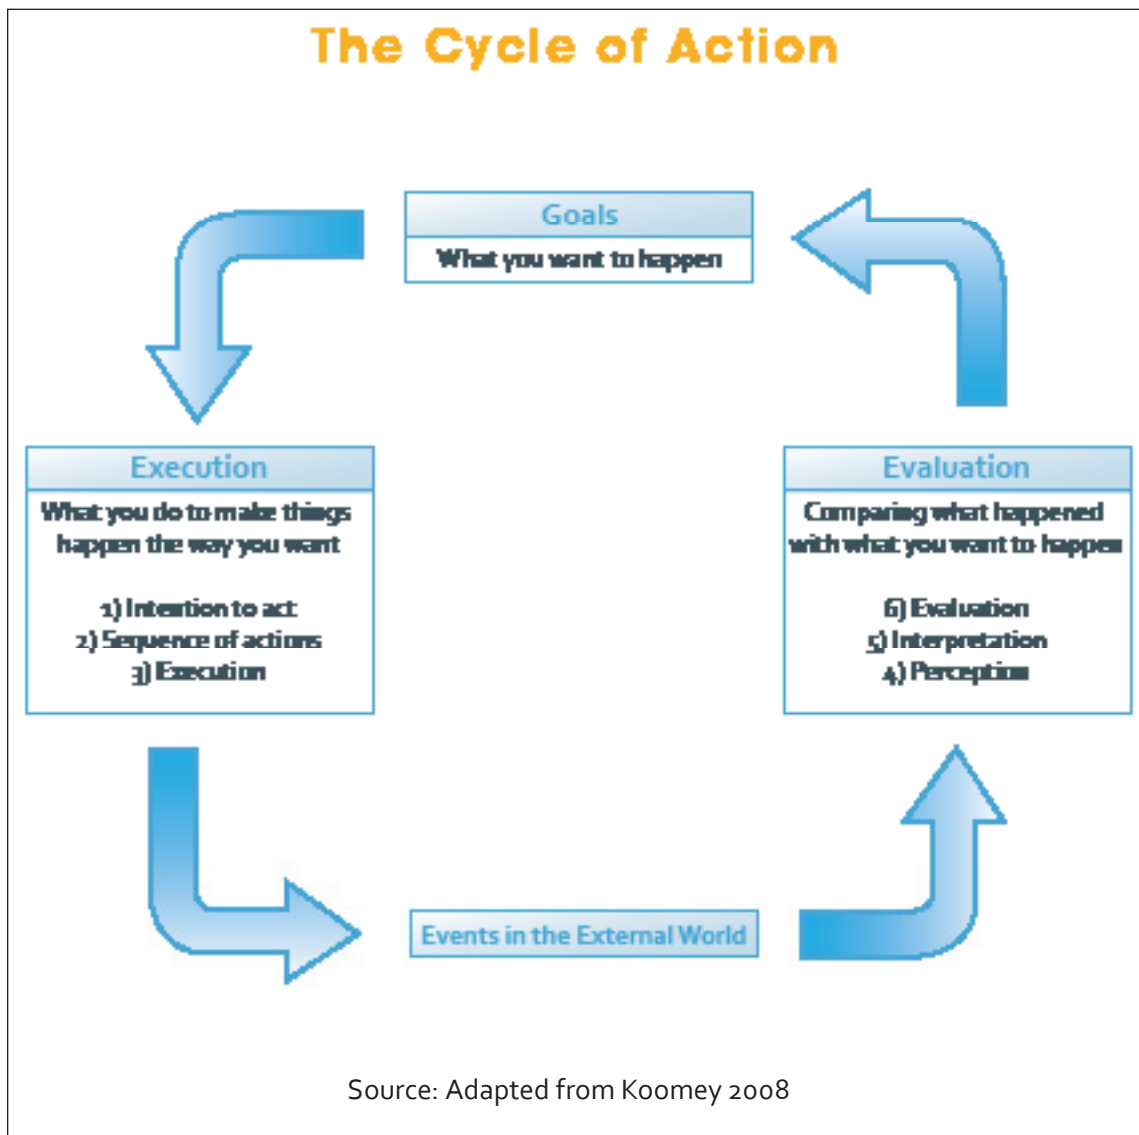 The Cycle of Action
Goals
What you want to happen
Execution
What you do to make things
happen the way you want
1) Intention to act
2) Sequence of actions
3) Execution
Events in the External World
Evaluation
Comparing what happened
with what you want to happen
6) Evaluation
5) Interpretation
4) Perception
Source: Adapted from Koomey 2008